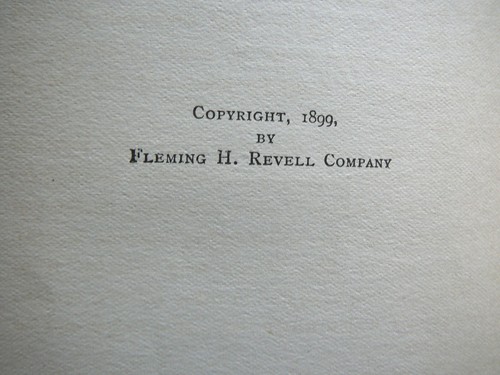 Copyright, 1899,
by
Fleming H. Revell Company